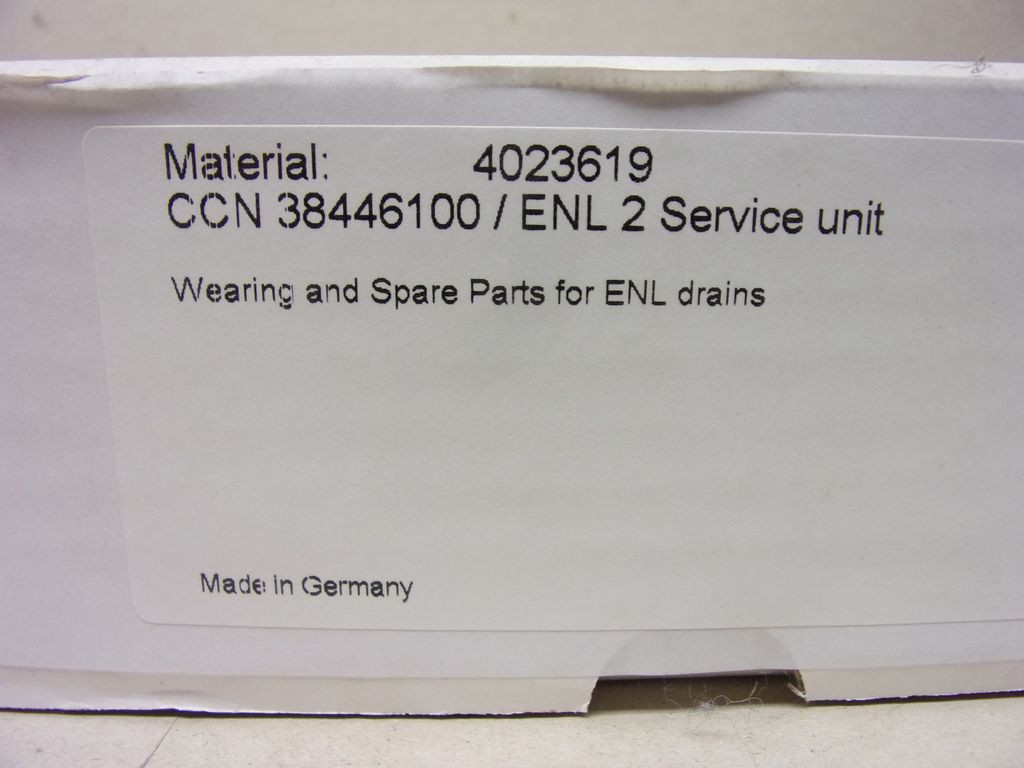 Material: 4023619
CCN 38446100 / ENL 2 Service unit
Wearing and Spare Parts for ENL drains
Made in Germany